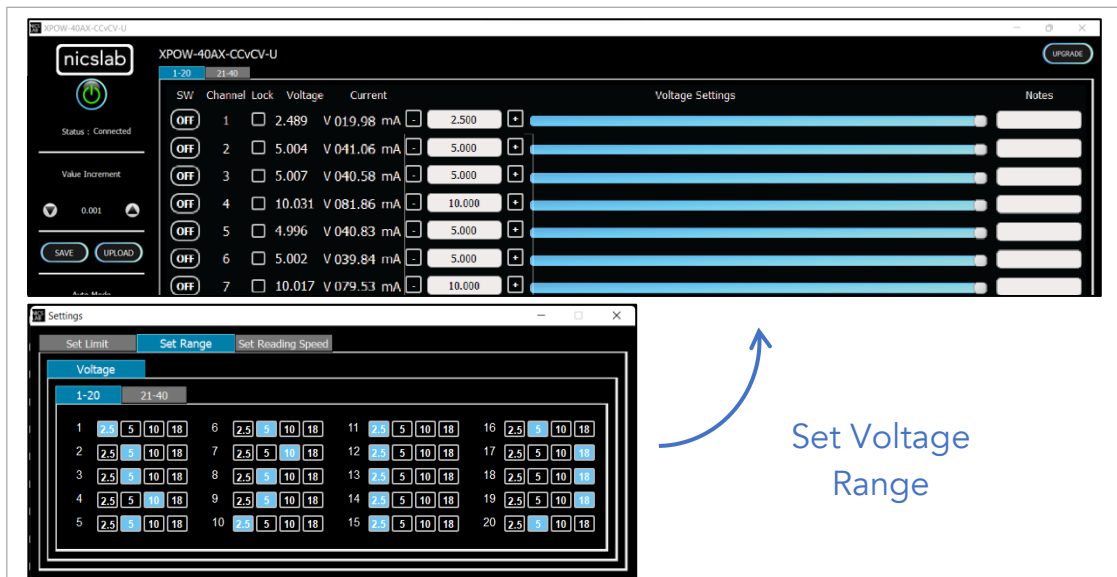 XPOW-40AX-CCvCV-U
nicslab XPOW-40AX-CCvCV-U UPGRADE
1-20 21-40
SW Channel Lock Voltage Current Voltage Settings Notes
OFF 1 2.489 V 019.98 mA - 2.500 +
Status : Connected
OFF 2 5.004 V 041.06 mA - 5.000 +
Value Increment
OFF 3 5.007 V 040.58 mA - 5.000 +
0.001
OFF 4 10.031 V 081.86 mA - 10.000 +
OFF 5 4.996 V 040.83 mA - 5.000 +
SAVE UPLOAD
OFF 6 5.002 V 039.84 mA - 5.000 +
OFF 7 10.017 V 079.53 mA - 10.000 +
Auto Mode
NICS LAB Settings
Set Limit Set Range Set Reading Speed
Voltage
1-20 21-40
1 2.5 5 10 18 6 2.5 5 10 18 11 2.5 5 10 18 16 2.5 5 10 18
2 2.5 5 10 18 7 2.5 5 10 18 12 2.5 5 10 18 17 2.5 5 10 18
3 2.5 5 10 18 8 2.5 5 10 18 13 2.5 5 10 18 18 2.5 5 10 18
4 2.5 5 10 18 9 2.5 5 10 18 14 2.5 5 10 18 19 2.5 5 10 18
5 2.5 5 10 18 10 2.5 5 10 18 15 2.5 5 10 18 20 2.5 5 10 18
Set Voltage
Range